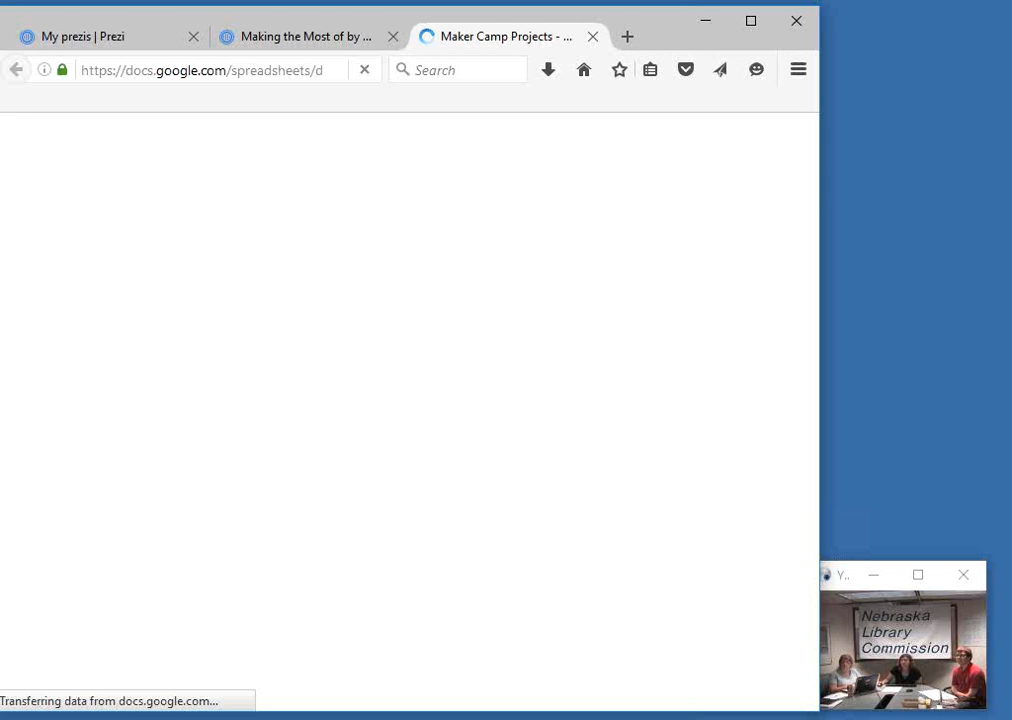 My prezis | Prezi
Making the Most of by ...
Maker Camp Projects - ...
https://docs.google.com/spreadsheets/d
Search
Y..
Nebraska
Library
Commission
Transferring data from docs.google.com...